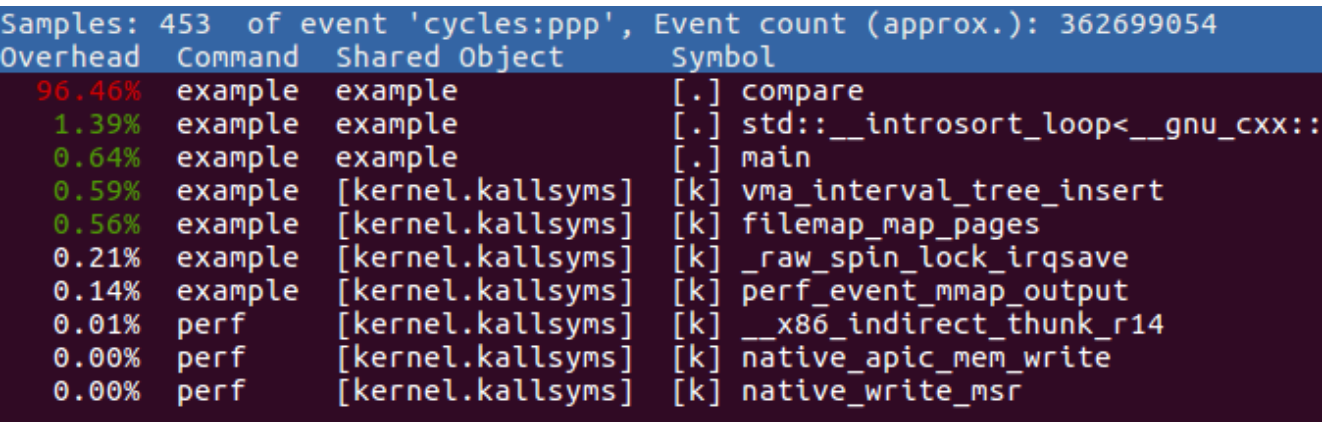 Samples: 453  of event 'cycles:ppp', Event count (approx.): 362699054
Overhead  Command  Shared Object      Symbol
96.46%  example  example            [.] compare
1.39%  example  example            [.] std::__introsort_loop<__gnu_cxx::
0.64%  example  example            [.] main
0.59%  example  [kernel.kallsyms]  [k] vma_interval_tree_insert
0.56%  example  [kernel.kallsyms]  [k] filemap_map_pages
0.21%  example  [kernel.kallsyms]  [k] _raw_spin_lock_irqsave
0.14%  example  [kernel.kallsyms]  [k] perf_event_mmap_output
0.01%  perf     [kernel.kallsyms]  [k] __x86_indirect_thunk_r14
0.00%  perf     [kernel.kallsyms]  [k] native_apic_mem_write
0.00%  perf     [kernel.kallsyms]  [k] native_write_msr